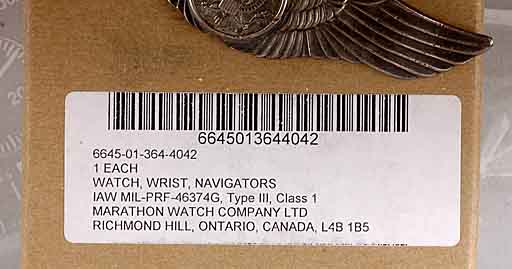 6645013644042
6645-01-364-4042
1 EACH
WATCH, WRIST, NAVIGATORS
IAW MIL-PRF-46374G, Type III, Class 1
MARATHON WATCH COMPANY LTD
RICHMOND HILL, ONTARIO, CANADA, L4B 1B5